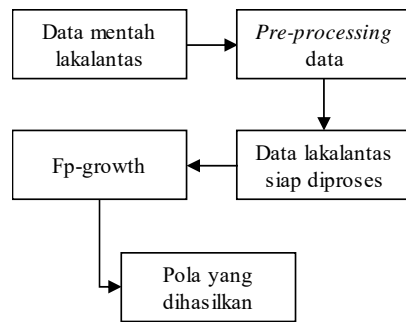 Data mentah
lakalantas
Pre-processing
data
Data lakalantas
siap diproses
Fp-growth
Pola yang
dihasilkan